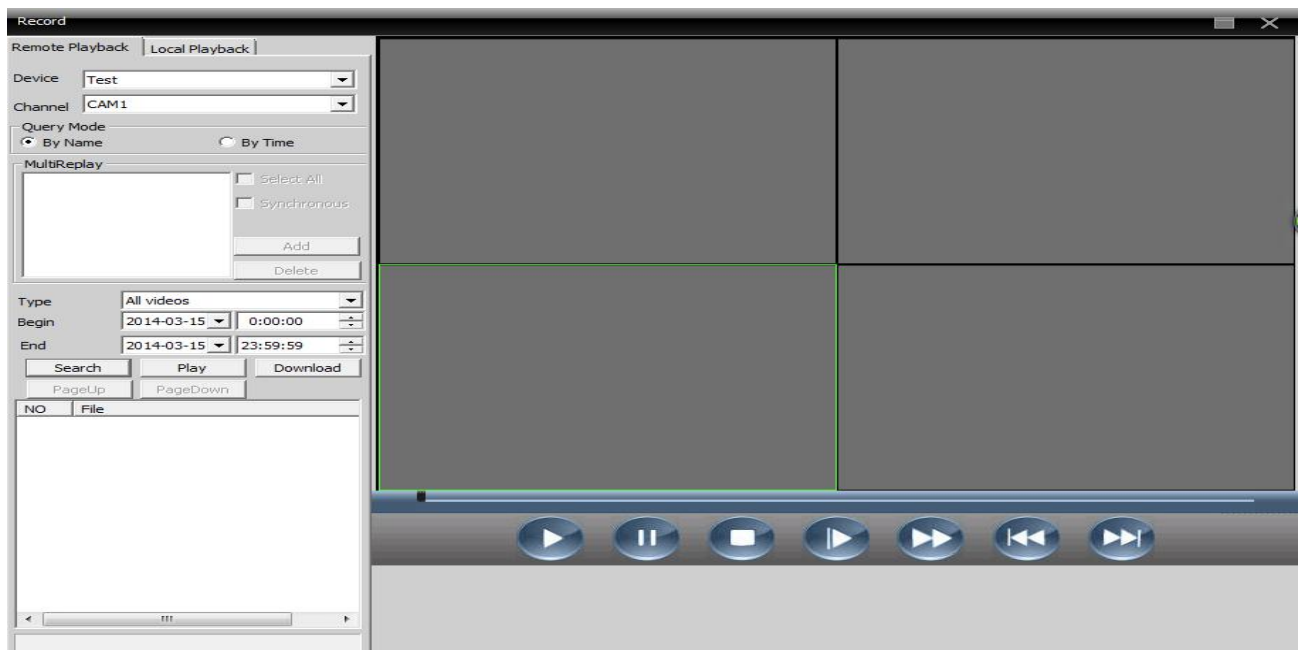 Record
Remote Playback Local Playback
Device Test
Channel CAM1
Query Mode
By Name By Time
MultiReplay
Select All
Synchronous
Add
Delete
Type All videos
Begin 2014-03-15 0:00:00
End 2014-03-15 23:59:59
Search Play Download
PageUp PageDown
NO File